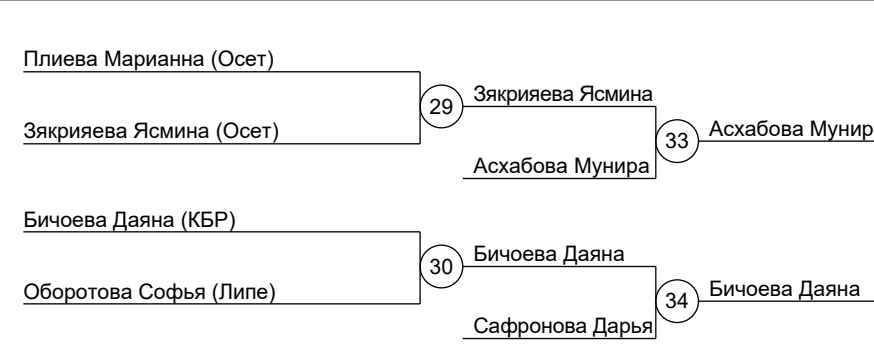 Плиева Марианна (Осет)
29
Зякрияева Ясмина
Зякрияева Ясмина (Осет)
33
Асхабова Мунир
Асхабова Мунира
Бичоева Даяна (КБР)
30
Бичоева Даяна
Оборотова Софья (Липе)
34
Бичоева Даяна
Сафронова Дарья